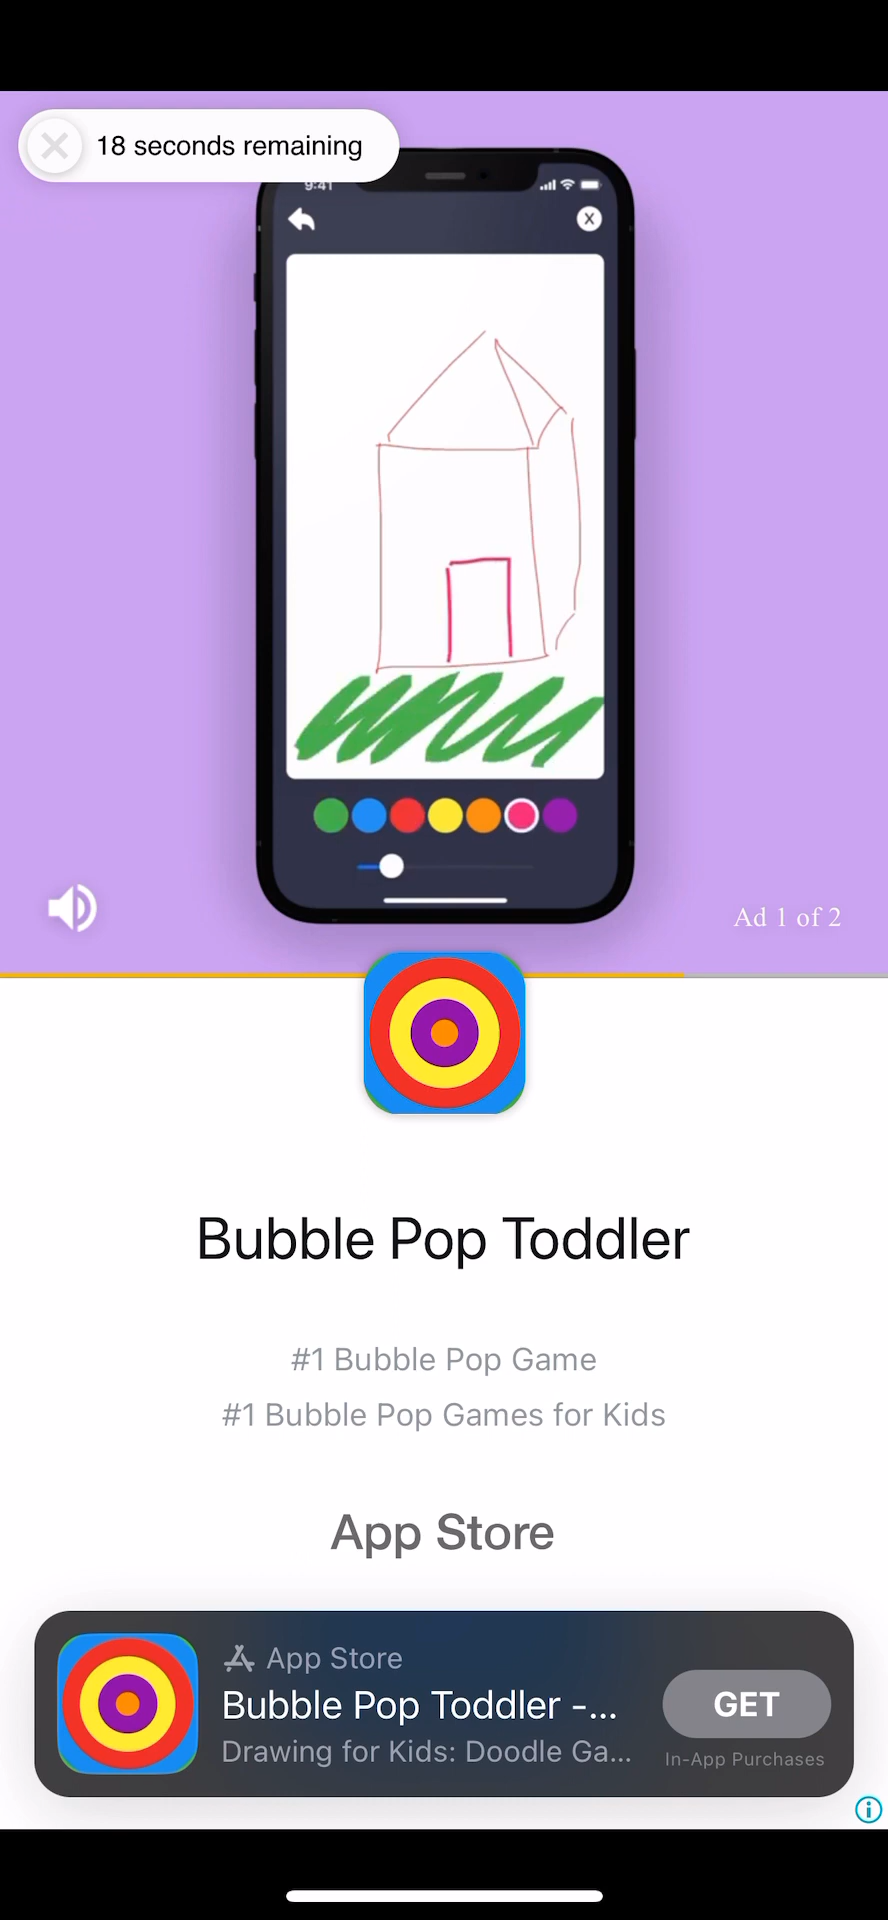 18 seconds remaining
9:41
X
Ad 1 of 2
Bubble Pop Toddler
#1 Bubble Pop Game
#1 Bubble Pop Games for Kids
App Store
App Store
Bubble Pop Toddler -...
Drawing for Kids: Doodle Ga...
GET
In-App Purchases